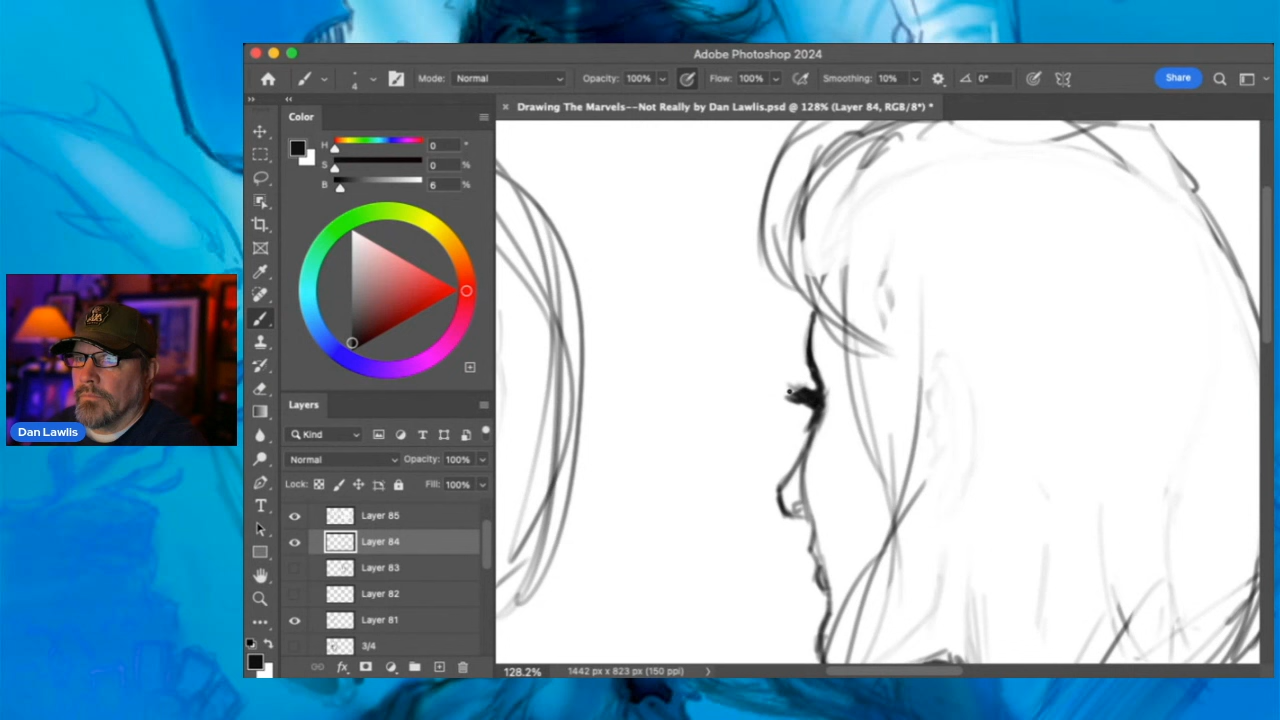 Adobe Photoshop 2024
4 Mode: Normal Opacity: 100% Flow: 100% Smoothing: 10% 0° Share
Drawing The Marvels--Not Really by Dan Lawlis.psd @ 128% (Layer 84, RGB/8*) *
Color
H 0 °
S 0 %
B 6 %
Dan Lawlis
Layers
Kind
Normal Opacity: 100%
Lock: Fill: 100%
Layer 85
Layer 84
Layer 83
Layer 82
Layer 81
3/4
fx
128.2% 1442 px x 823 px (150 ppi)